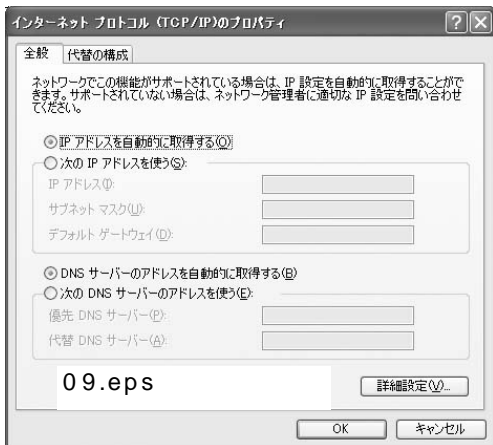 インターネット プロトコル (TCP/IP)のプロパティ
全般 代替の構成
ネットワークでこの機能がサポートされている場合は、IP 設定を自動的に取得することがで
きます。サポートされていない場合は、ネットワーク管理者に適切な IP 設定を問い合わせ
てください。
IP アドレスを自動的に取得する(O)
次の IP アドレスを使う(S):
IP アドレス(I):
サブネット マスク(U):
デフォルト ゲートウェイ(D):
DNS サーバーのアドレスを自動的に取得する(B)
次の DNS サーバーのアドレスを使う(E):
優先 DNS サーバー(P):
代替 DNS サーバー(A):
09.eps
詳細設定(V)...
OK キャンセル